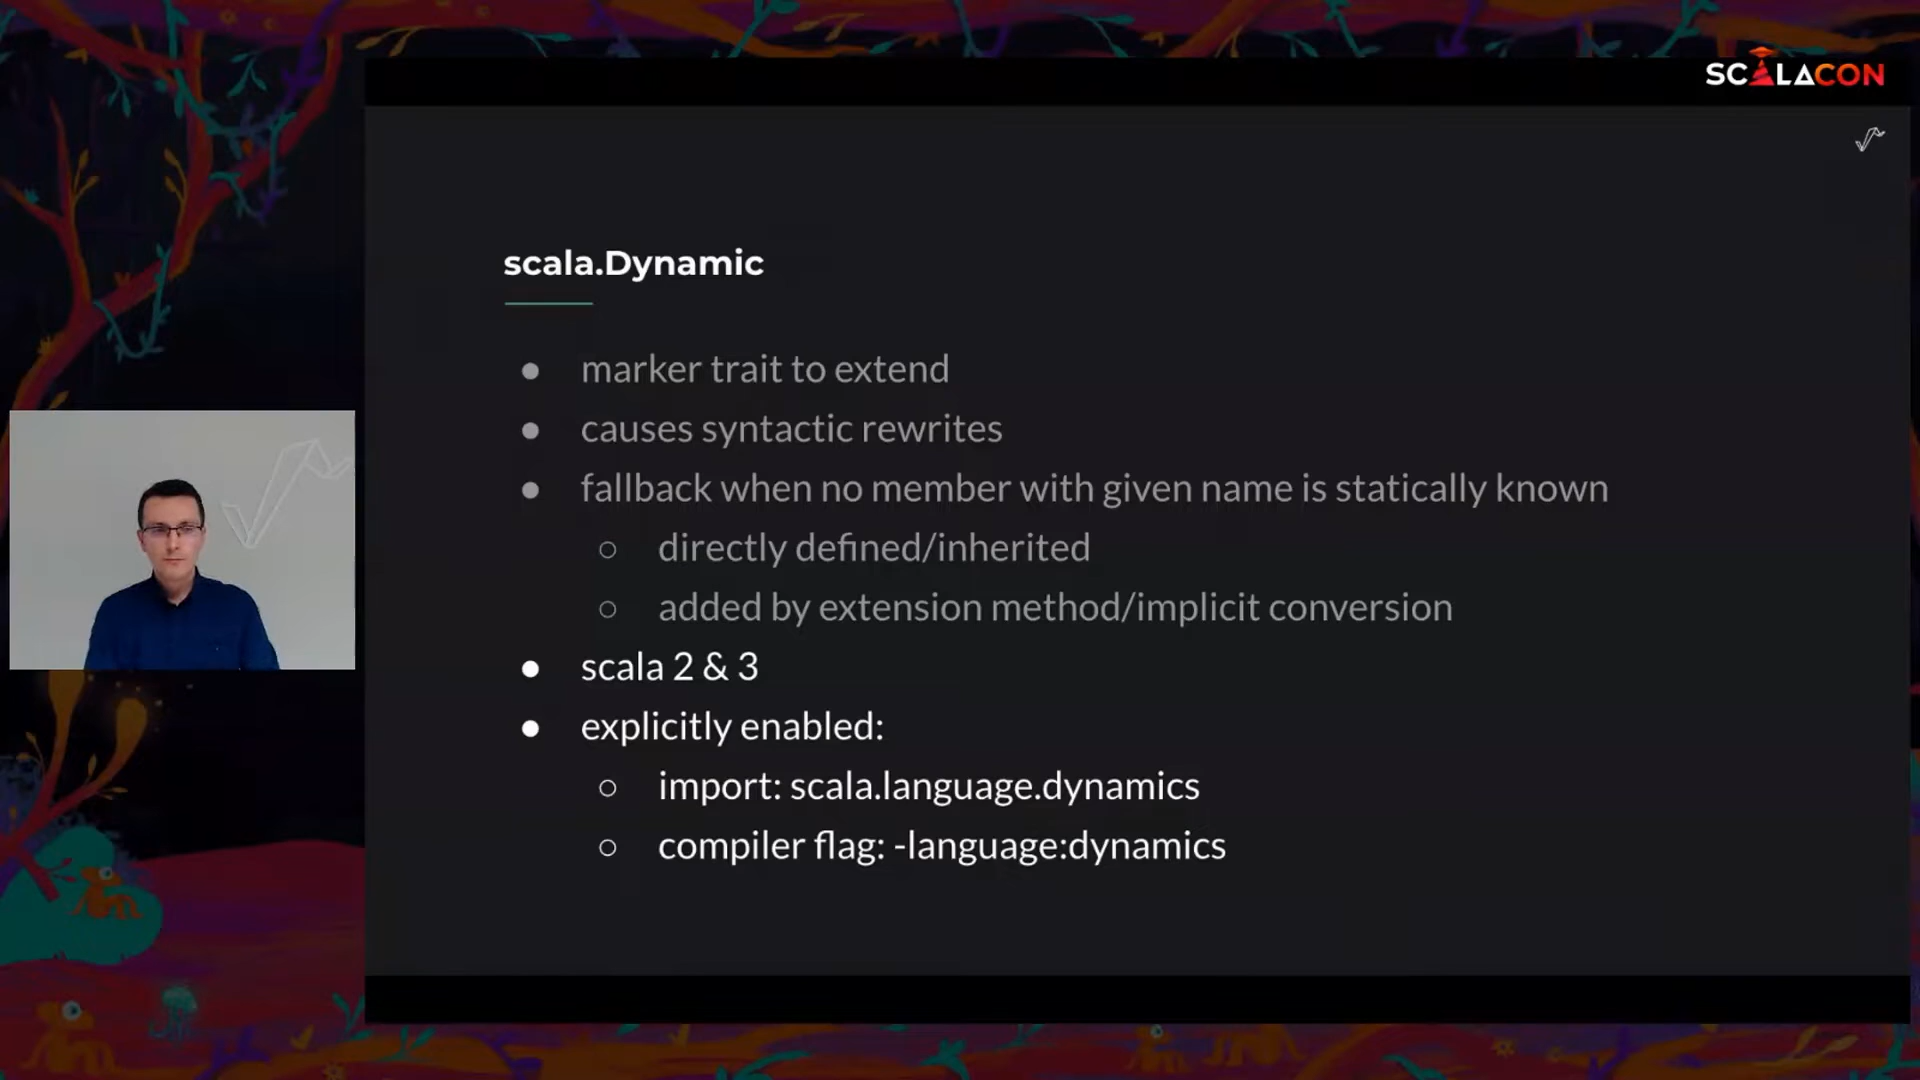 SCALACON
scala.Dynamic
● marker trait to extend
● causes syntactic rewrites
● fallback when no member with given name is statically known
○ directly defined/inherited
○ added by extension method/implicit conversion
● scala 2 & 3
● explicitly enabled:
○ import: scala.language.dynamics
○ compiler flag: -language:dynamics